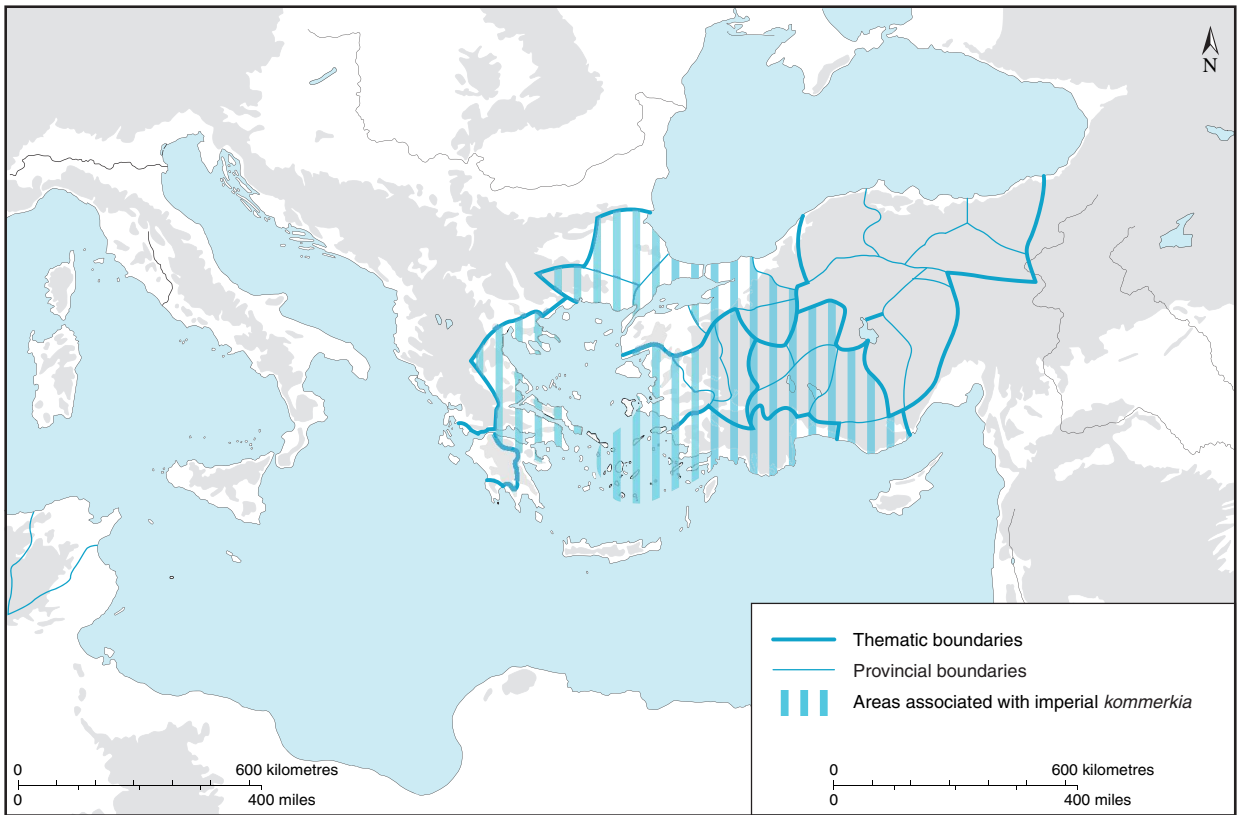 N
Thematic boundaries
Provincial boundaries
Areas associated with imperial kommerkia
0 600 kilometres
0 400 miles
0 600 kilometres
0 400 miles